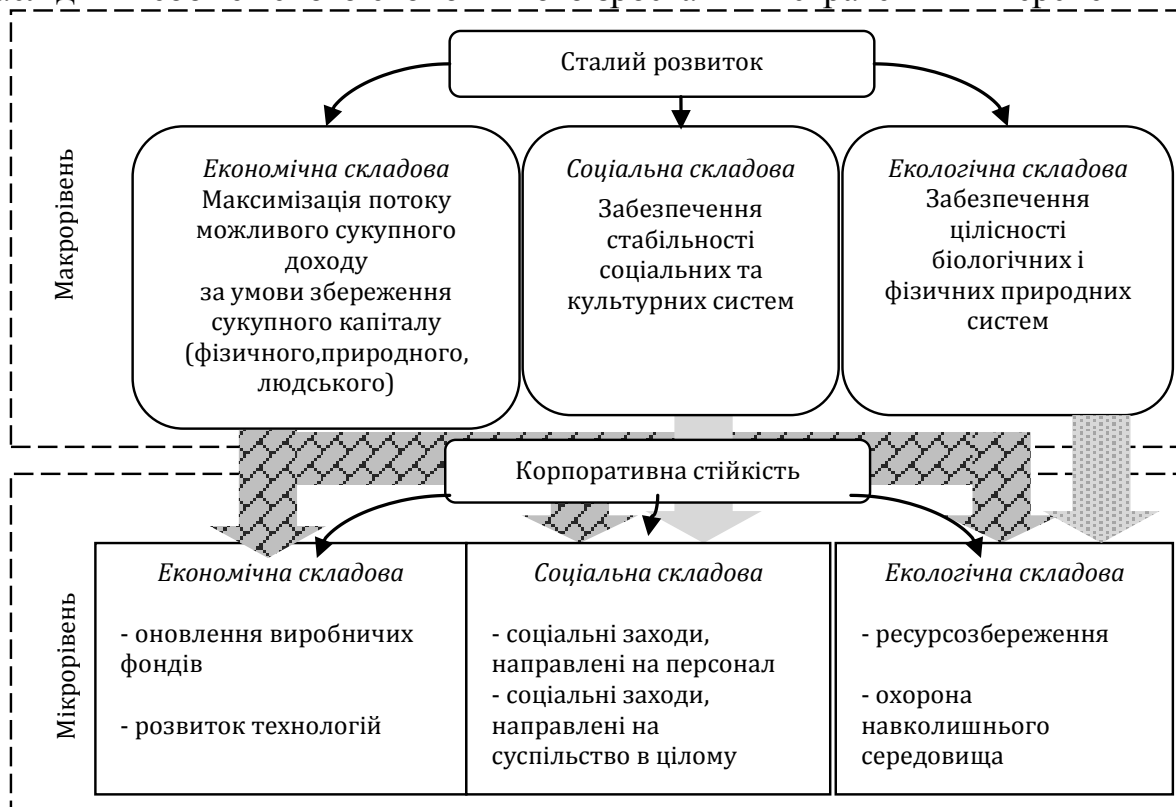 Сталий розвиток
Макрорівень
Економічна складова
Максимізація потоку
можливого сукупного
доходу
за умови збереження
сукупного капіталу
(фізичного,природного,
людського)
Соціальна складова
Забезпечення
стабільності
соціальних та
культурних систем
Екологічна складова
Забезпечення
цілісності
біологічних і
фізичних природних
систем
Корпоративна стійкість
Мікрорівень
Економічна складова
- оновлення виробничих
фондів
- розвиток технологій
Соціальна складова
- соціальні заходи,
направлені на персонал
- соціальні заходи,
направлені на
суспільство в цілому
Екологічна складова
- ресурсозбереження
- охорона
навколишнього
середовища